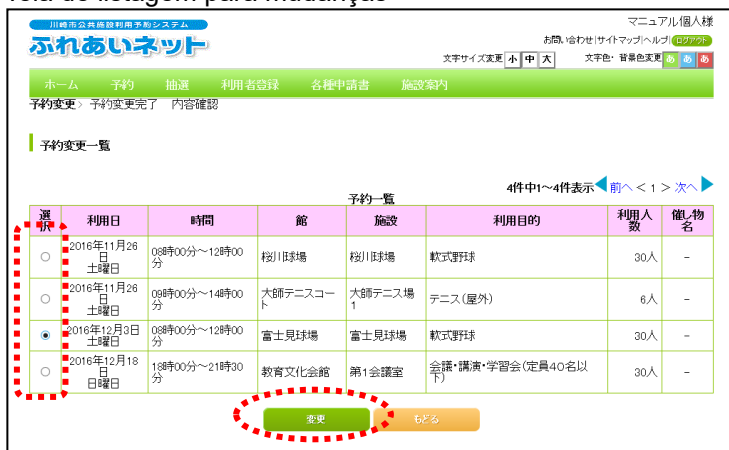 Tela de listagem para mudanças
川崎市公共施設利用予約システム
ふれあいネット
マニュアル個人様
お問い合わせ|サイトマップ|ヘルプ| ログアウト
文字サイズ変更 小 中 大 文字色・背景色変更 あ あ あ
ホーム 予約 抽選 利用者登録 各種申請書 施設案内
予約変更> 予約変更完了 内容確認
予約変更一覧
4件中1~4件表示 前へ < 1 > 次へ
予約一覧
選択 利用日 時間 館 施設 利用目的 利用人数 催し物名
2016年11月26日 土曜日 08時00分~12時00分 桜川球場 桜川球場 軟式野球 30人 -
2016年11月26日 土曜日 09時00分~14時00分 大師テニスコート 大師テニス場1 テニス(屋外) 6人 -
2016年12月3日 土曜日 08時00分~12時00分 富士見球場 富士見球場 軟式野球 30人 -
2016年12月18日 日曜日 18時00分~21時30分 教育文化会館 第1会議室 会議・講演・学習会(定員40名以下) 30人 -
変更 もどる